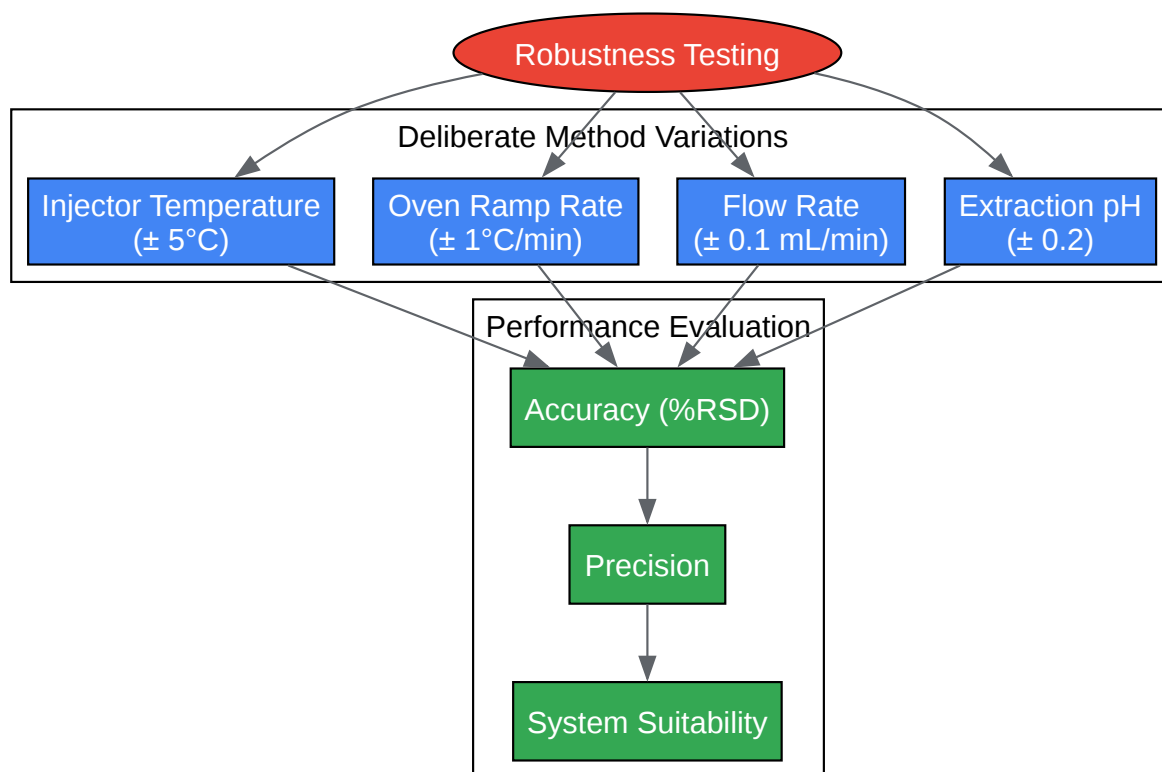 Robustness Testing
Deliberate Method Variations
Injector Temperature
(± 5°C)
Oven Ramp Rate
(± 1°C/min)
Flow Rate
(± 0.1 mL/min)
Extraction pH
(± 0.2)
Performance Evaluation
Accuracy (%RSD)
Precision
System Suitability